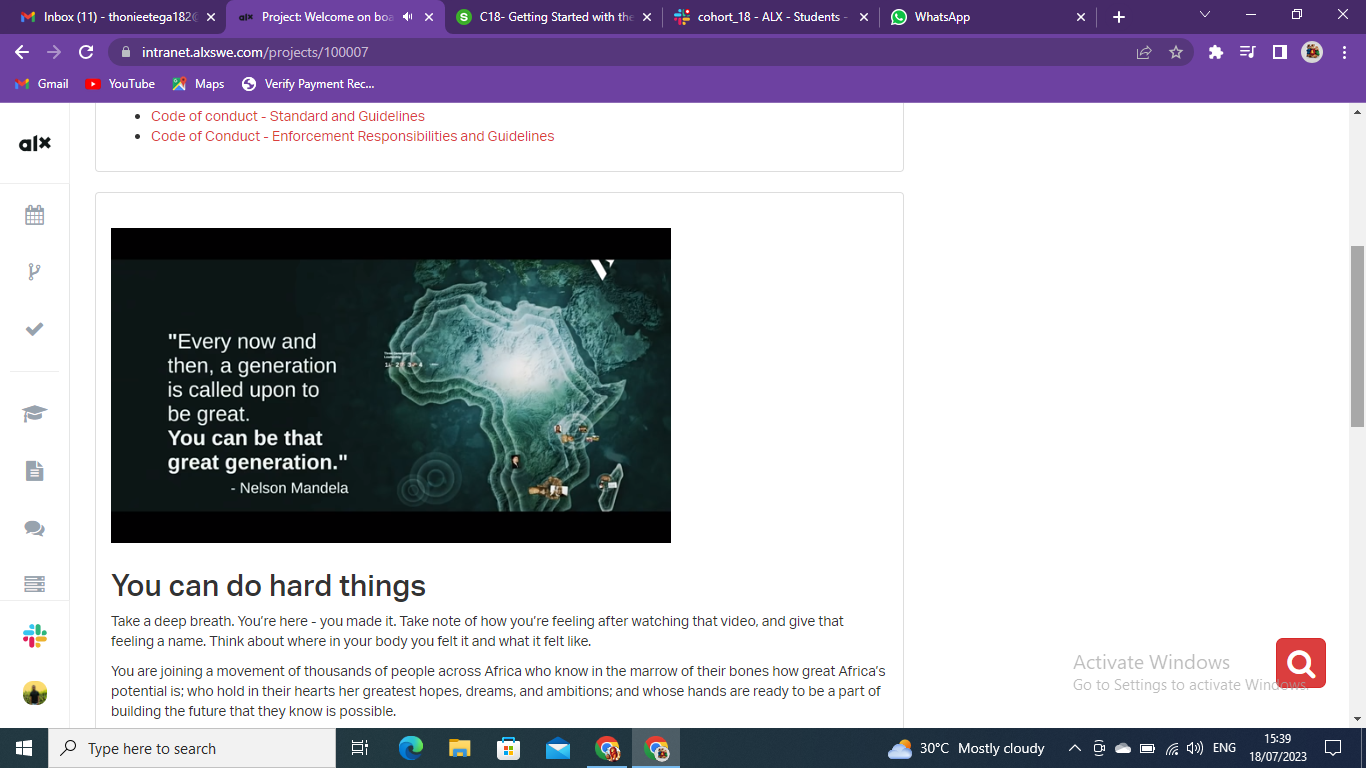 Inbox (11) - thonieetega182@
Project: Welcome on boa
C18- Getting Started with the
cohort_18 - ALX - Students -
WhatsApp
intranet.alxswe.com/projects/100007
Gmail
YouTube
Maps
Verify Payment Rec...
alx
Code of conduct - Standard and Guidelines
Code of Conduct - Enforcement Responsibilities and Guidelines
"Every now and
then, a generation
is called upon to
be great.
You can be that
great generation."
- Nelson Mandela
You can do hard things
Take a deep breath. You're here - you made it. Take note of how you're feeling after watching that video, and give that
feeling a name. Think about where in your body you felt it and what it felt like.
You are joining a movement of thousands of people across Africa who know in the marrow of their bones how great Africa's
potential is; who hold in their hearts her greatest hopes, dreams, and ambitions; and whose hands are ready to be a part of
building the future that they know is possible.
Activate Windows
Go to Settings to activate Windows.
Type here to search
30°C Mostly cloudy
ENG
15:39
18/07/2023